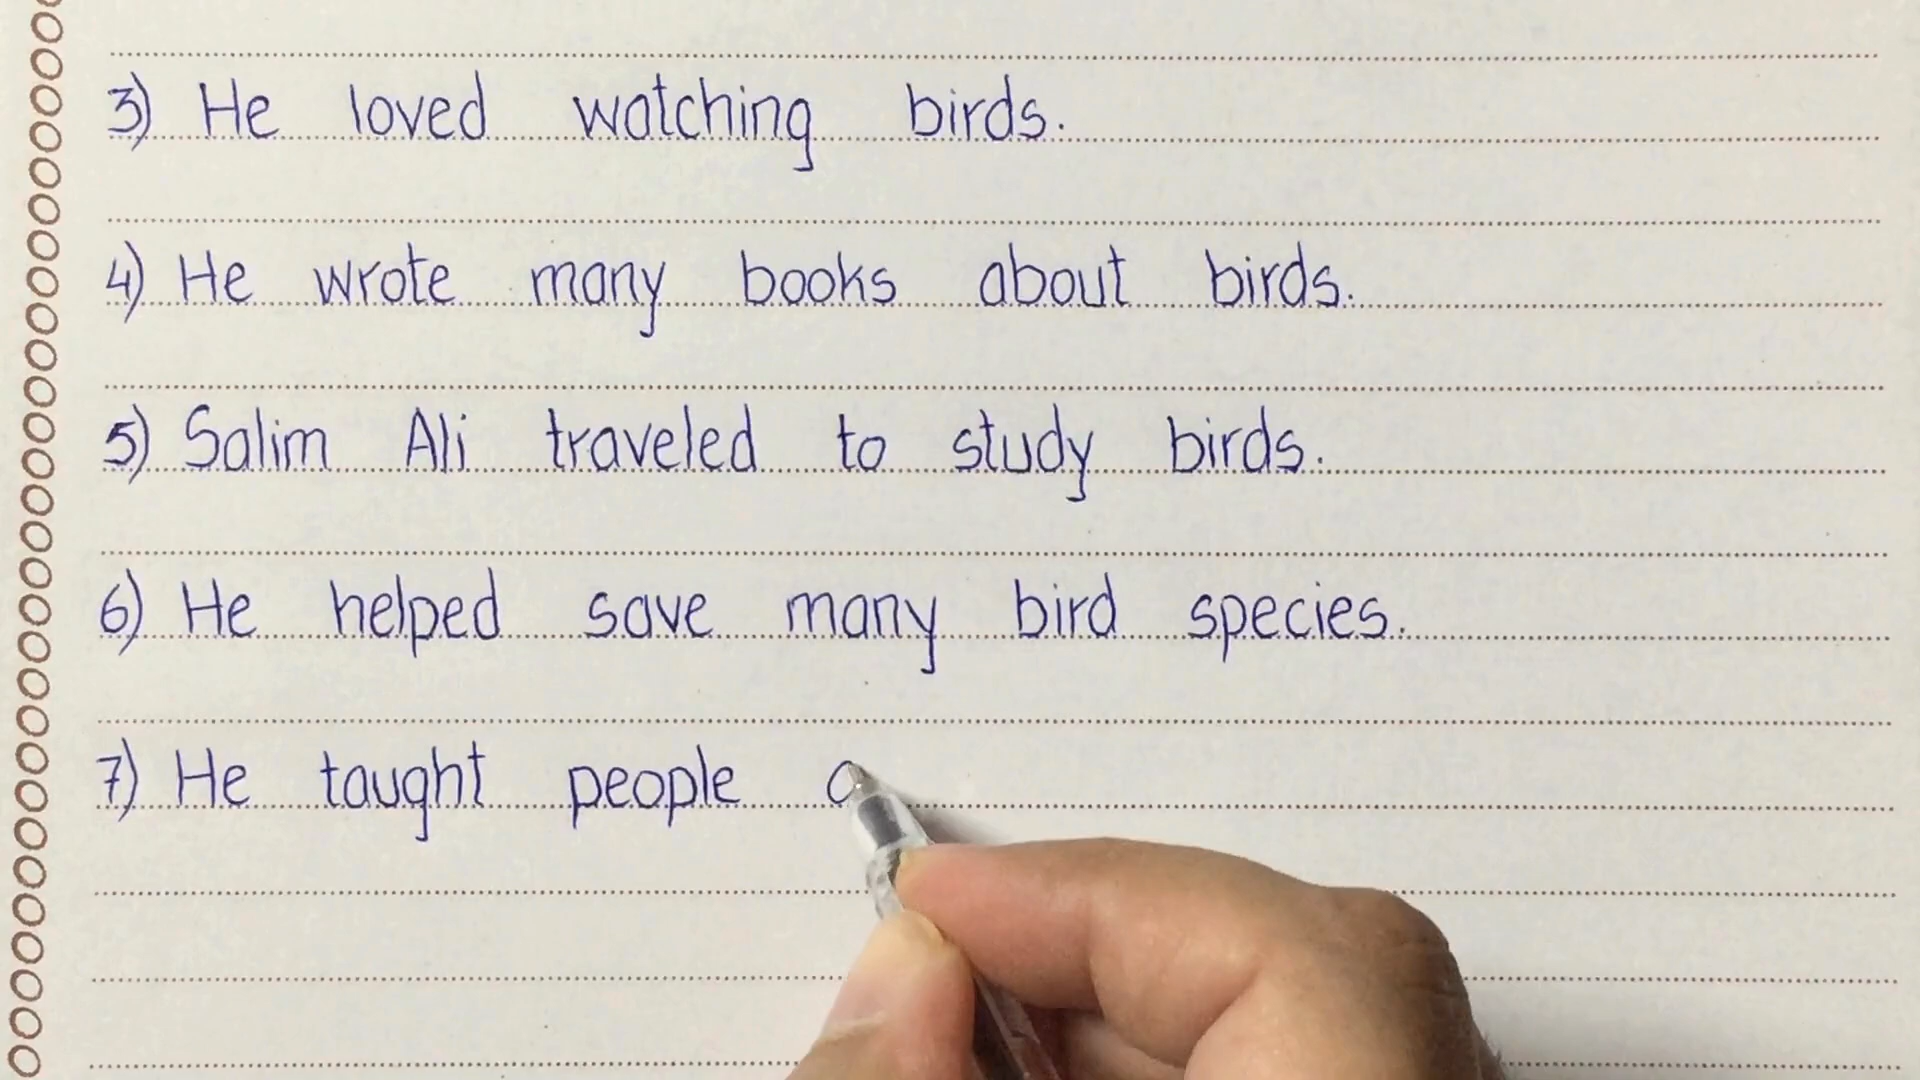 3) He loved watching birds.
4) He wrote many books about birds.
5) Salim Ali traveled to study birds.
6) He helped save many bird species.
7) He taught people a